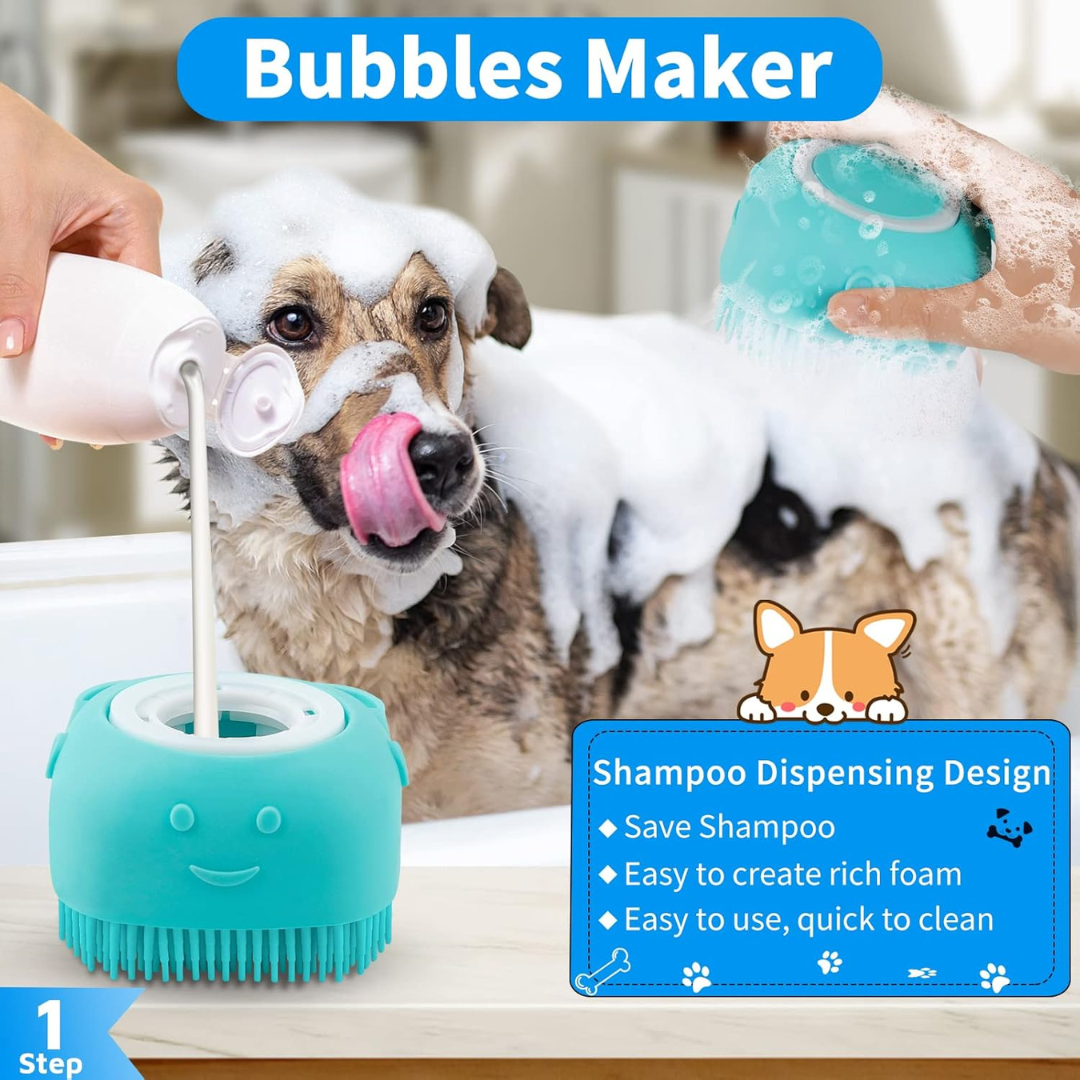 Bubbles Maker
Shampoo Dispensing Design
◆ Save Shampoo
◆ Easy to create rich foam
◆ Easy to use, quick to clean
1
Step